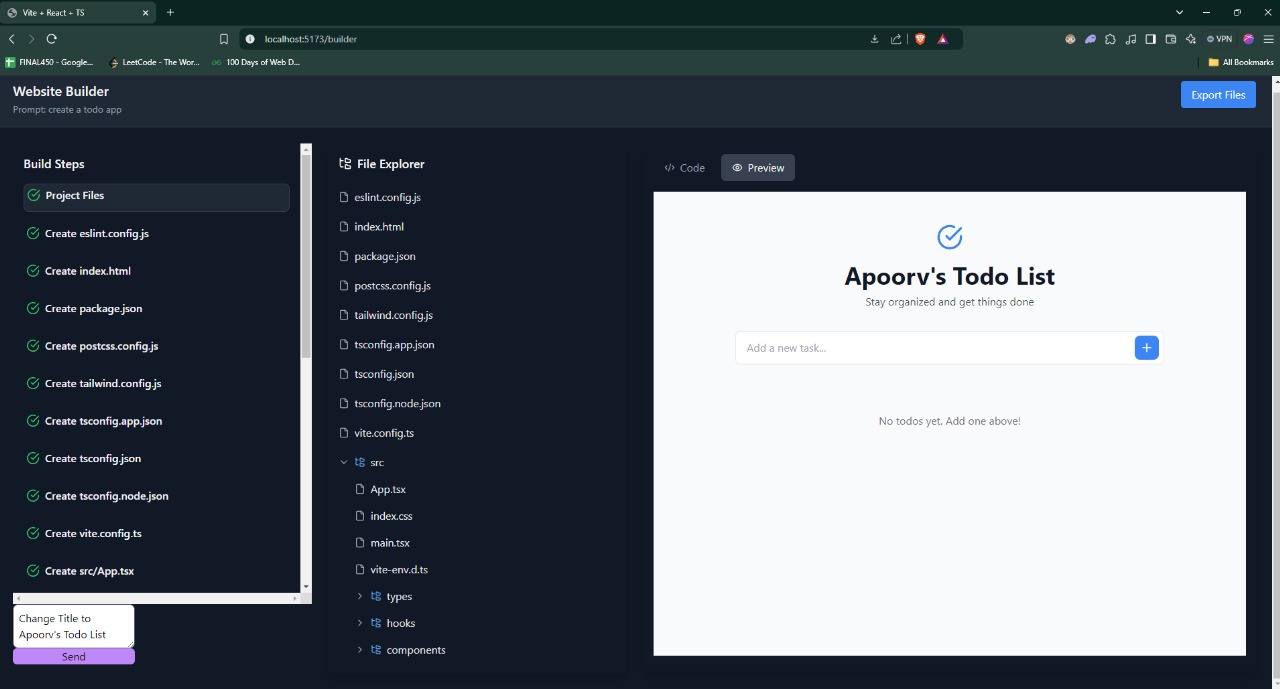 Vite + React + TS
localhost:5173/builder
VPN
FINAL450 - Google...
LeetCode - The Wor...
100 Days of Web D...
All Bookmarks
Website Builder
Prompt: create a todo app
Export Files
Build Steps
Project Files
Create eslint.config.js
Create index.html
Create package.json
Create postcss.config.js
Create tailwind.config.js
Create tsconfig.app.json
Create tsconfig.json
Create tsconfig.node.json
Create vite.config.ts
Create src/App.tsx
Change Title to
Apoorv's Todo List
Send
File Explorer
eslint.config.js
index.html
package.json
postcss.config.js
tailwind.config.js
tsconfig.app.json
tsconfig.json
tsconfig.node.json
vite.config.ts
src
App.tsx
index.css
main.tsx
vite-env.d.ts
types
hooks
components
Code
Preview
Apoorv's Todo List
Stay organized and get things done
Add a new task...
No todos yet. Add one above!